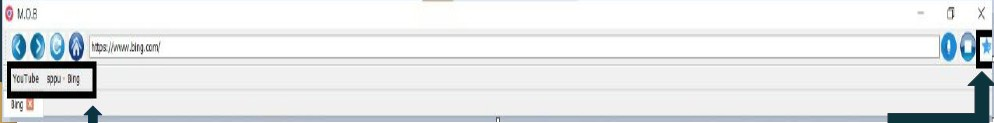 M.O.B
https://www.bing.com/
YouTube sppu - Bing
Bing